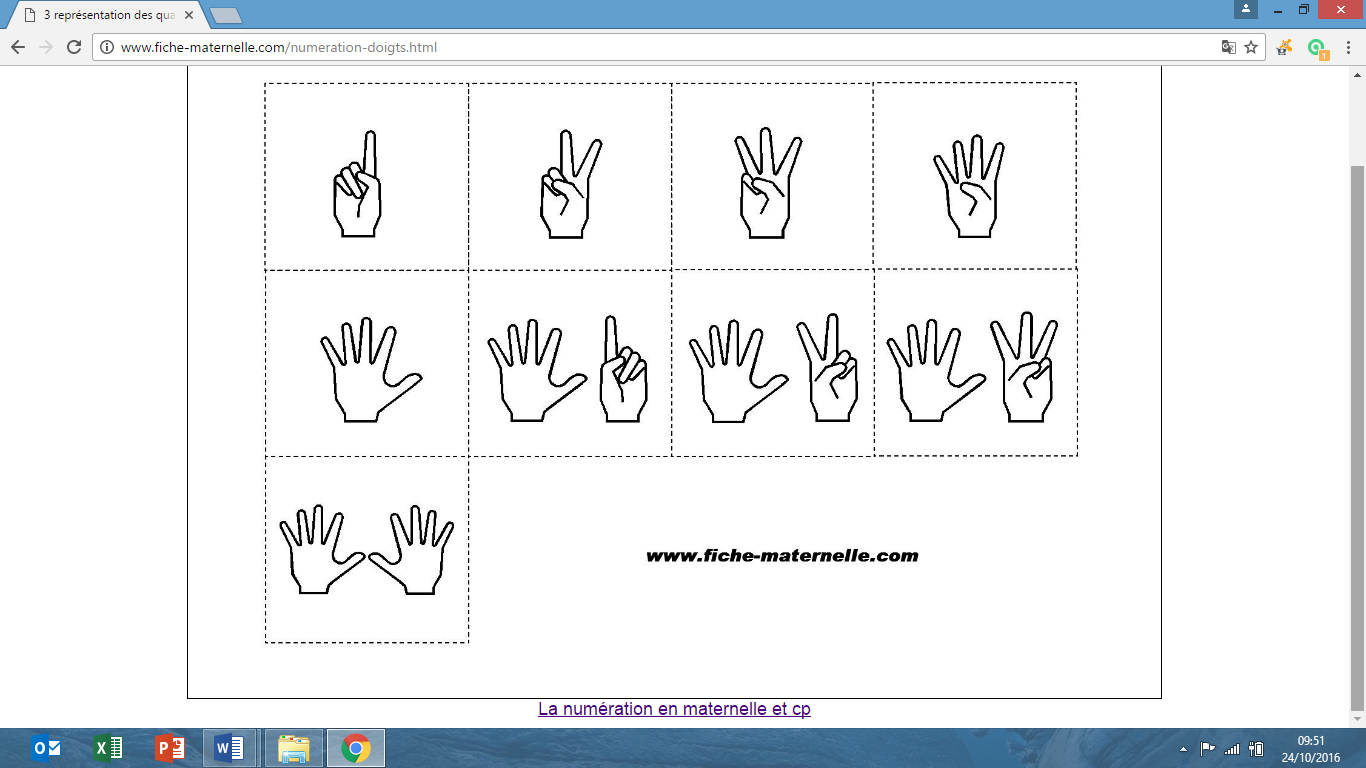 3 représentation des qua
www.fiche-maternelle.com/numeration-doigts.html
1
www.fiche-maternelle.com
La numération en maternelle et cp
09:51
24/10/2016